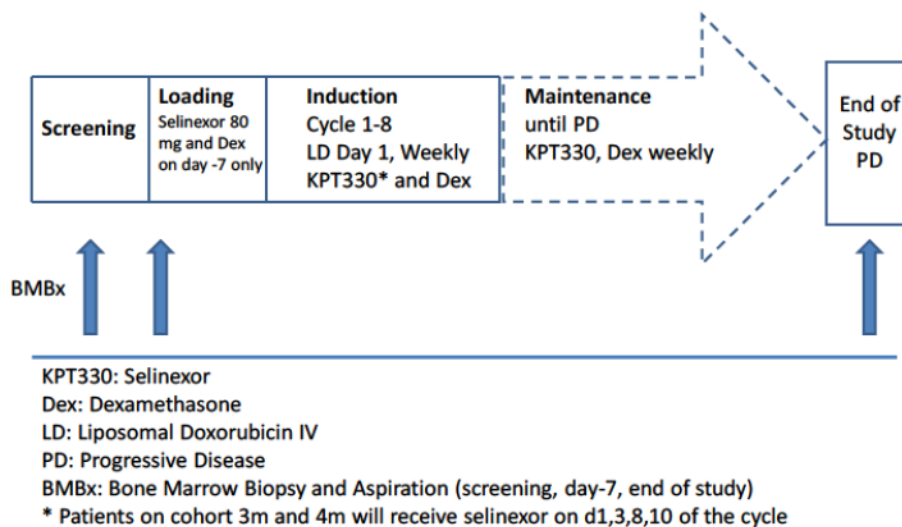 Screening
Loading
Selinexor 80
mg and Dex
on day -7 only
Induction
Cycle 1-8
LD Day 1, Weekly
KPT330* and Dex
Maintenance
until PD
KPT330, Dex weekly
End of
Study
PD
BMBx
KPT330: Selinexor
Dex: Dexamethasone
LD: Liposomal Doxorubicin IV
PD: Progressive Disease
BMBx: Bone Marrow Biopsy and Aspiration (screening, day-7, end of study)
* Patients on cohort 3m and 4m will receive selinexor on d1,3,8,10 of the cycle